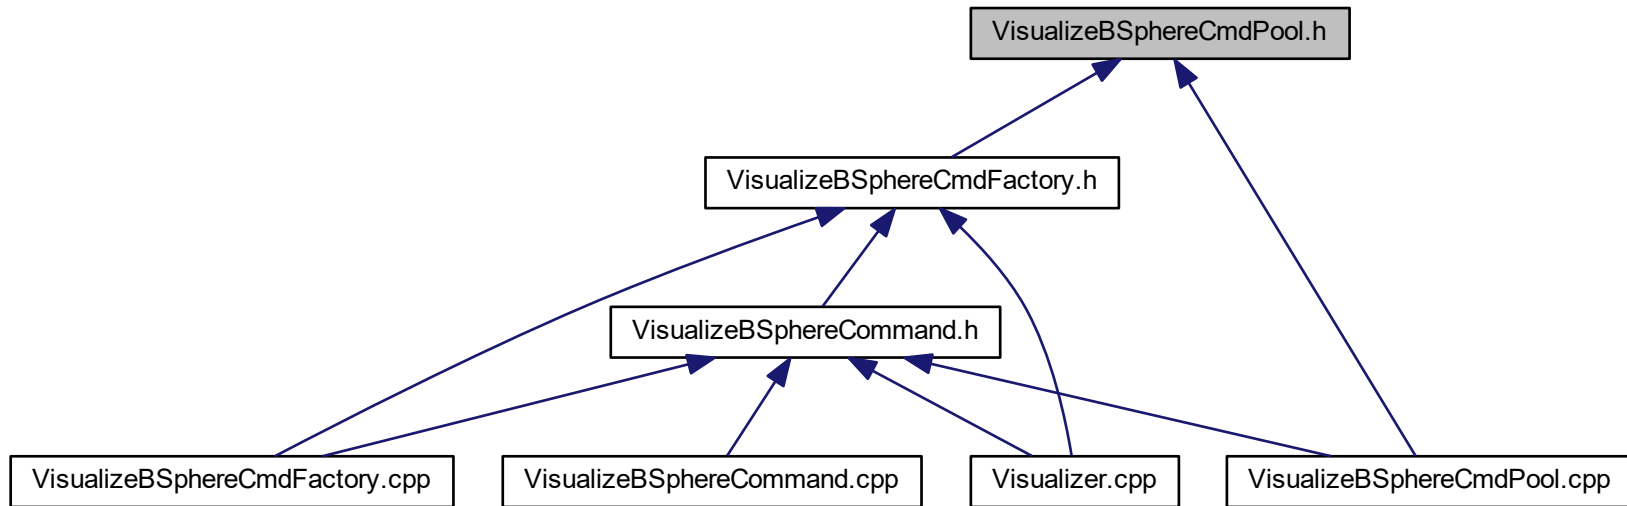 VisualizeBSphereCmdPool.h
VisualizeBSphereCmdFactory.h
VisualizeBSphereCommand.h
VisualizeBSphereCmdFactory.cpp
VisualizeBSphereCommand.cpp
Visualizer.cpp
VisualizeBSphereCmdPool.cpp